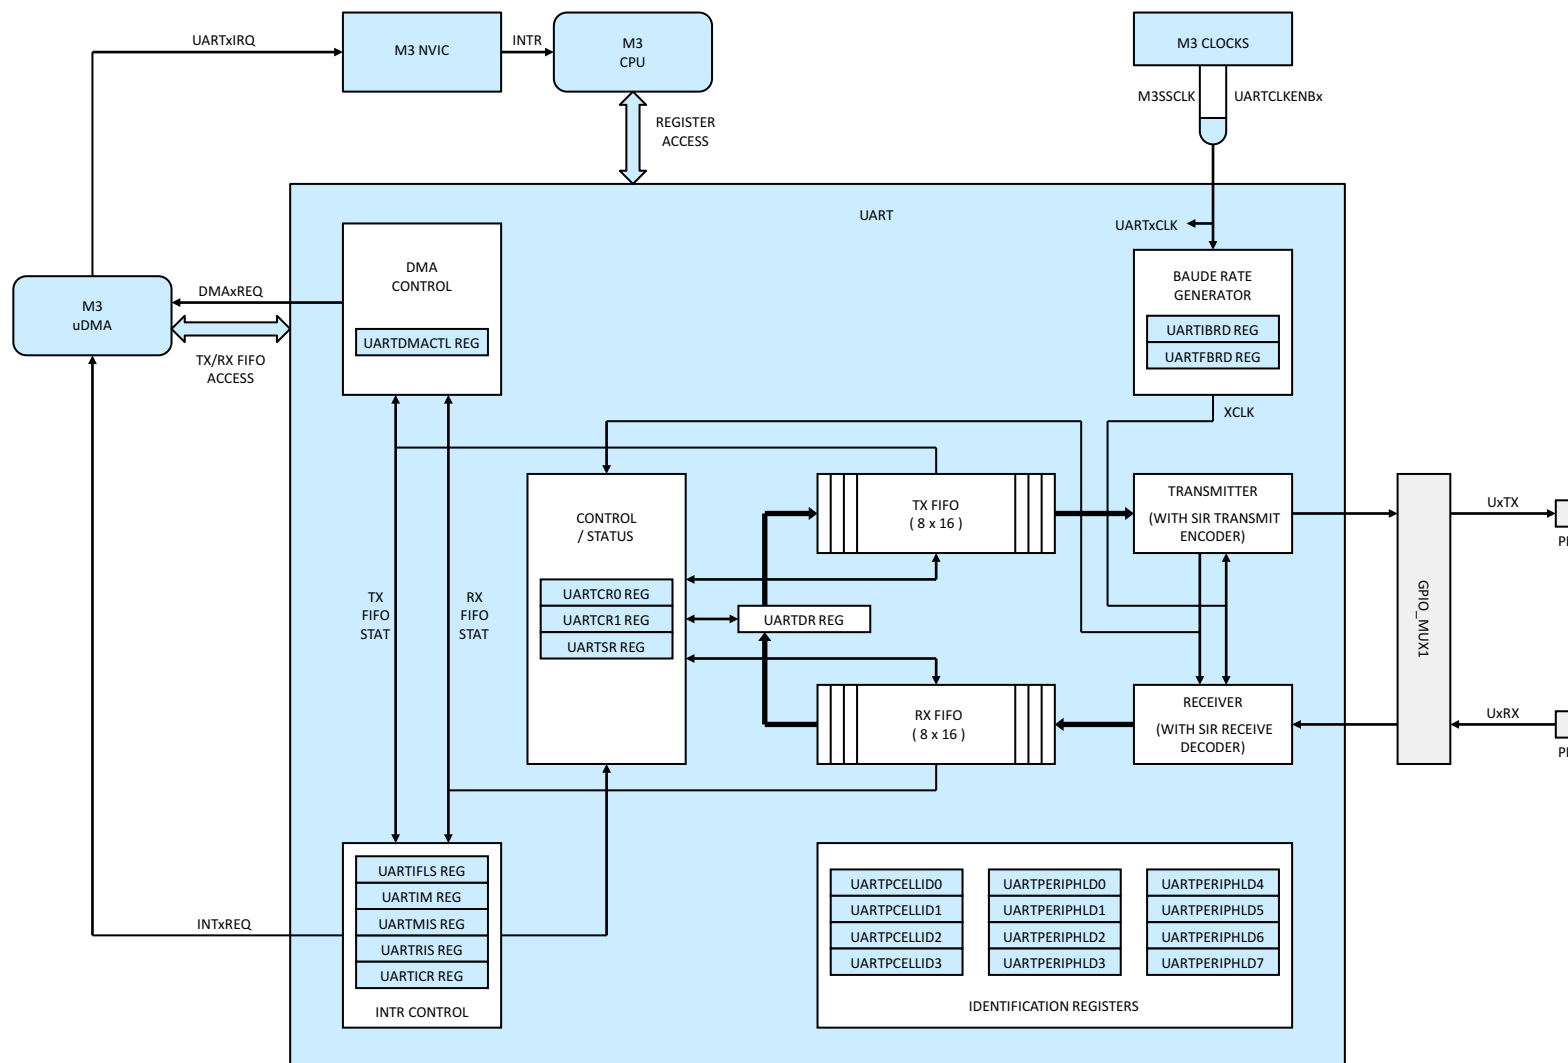 UARTxIRQ
M3 NVIC
INTR
M3
CPU
M3 CLOCKS
M3SSCLK
UARTCLKENBx
REGISTER
ACCESS
UART
UARTxCLK
DMA
CONTROL
UARTDMACTL REG
DMAxREQ
M3
uDMA
TX/RX FIFO
ACCESS
BAUDE RATE
GENERATOR
UARTIBRD REG
UARTFBRD REG
XCLK
CONTROL
/ STATUS
UARTCR0 REG
UARTCR1 REG
UARTSR REG
TX
FIFO
STAT
RX
FIFO
STAT
TX FIFO
( 8 x 16 )
UARTDR REG
RX FIFO
( 8 x 16 )
TRANSMITTER
(WITH SIR TRANSMIT
ENCODER)
RECEIVER
(WITH SIR RECEIVE
DECODER)
GPIO_MUX1
UxTX
UxRX
INTxREQ
UARTIFLS REG
UARTIM REG
UARTMIS REG
UARTRIS REG
UARTICR REG
INTR CONTROL
UARTPCELLID0
UARTPCELLID1
UARTPCELLID2
UARTPCELLID3
UARTPERIPHLD0
UARTPERIPHLD1
UARTPERIPHLD2
UARTPERIPHLD3
UARTPERIPHLD4
UARTPERIPHLD5
UARTPERIPHLD6
UARTPERIPHLD7
IDENTIFICATION REGISTERS